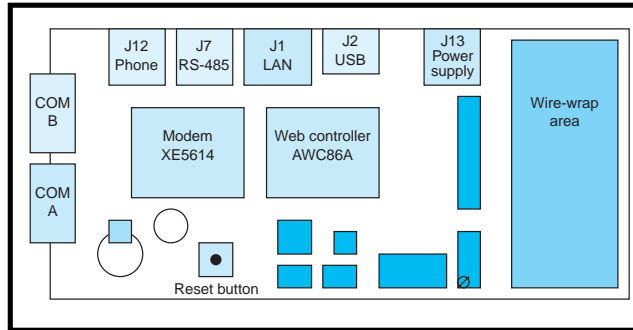 J12
Phone
J7
RS-485
J1
LAN
J2
USB
J13
Power
supply
COM
B
COM
A
Modem
XE5614
Web controller
AWC86A
Wire-wrap
area
Reset button